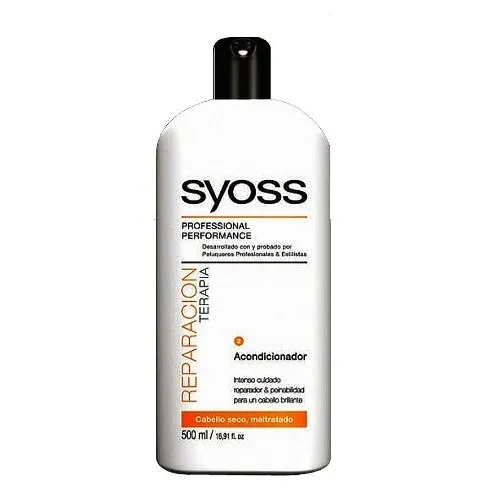 syoss
PROFESSIONAL
PERFORMANCE
Desarrollado con y probado por
Peluqueros Profesionales & Estilistas
REPARACION
TERAPIA
2
Acondicionador
Intenso cuidado
reparador & peinabilidad
para un cabello brillante
Cabello seco, maltratado
500 ml / 16,91 fl. oz